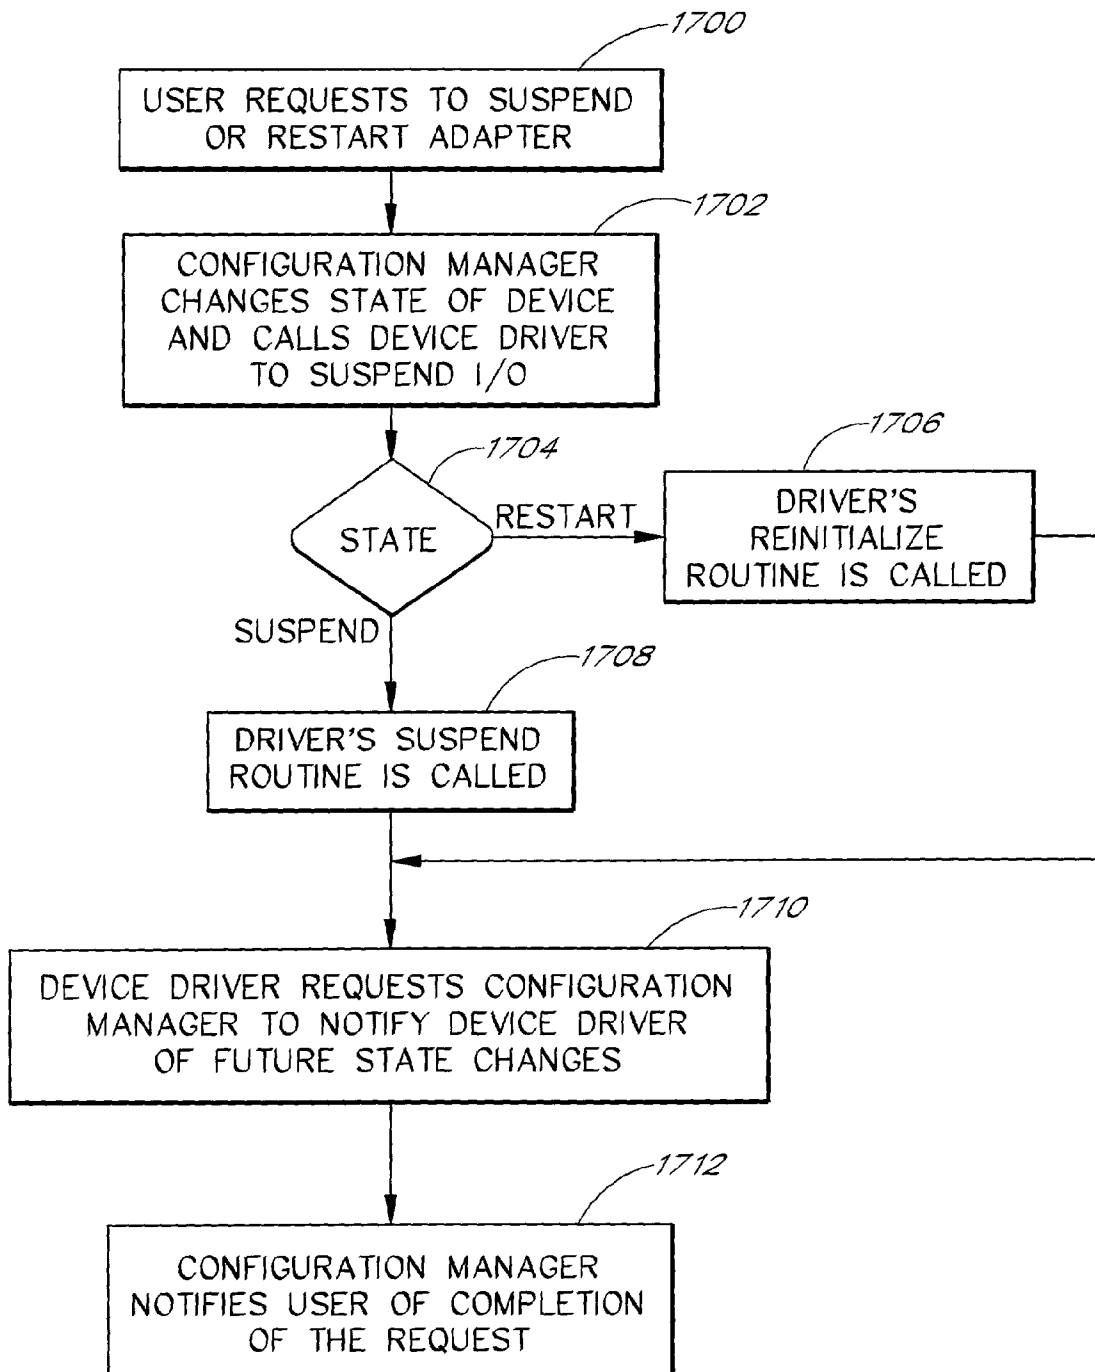 1700
USER REQUESTS TO SUSPEND
OR RESTART ADAPTER
1702
CONFIGURATION MANAGER
CHANGES STATE OF DEVICE
AND CALLS DEVICE DRIVER
TO SUSPEND I/O
1704
STATE
RESTART
1706
DRIVER'S
REINITIALIZE
ROUTINE IS CALLED
SUSPEND
1708
DRIVER'S SUSPEND
ROUTINE IS CALLED
1710
DEVICE DRIVER REQUESTS CONFIGURATION
MANAGER TO NOTIFY DEVICE DRIVER
OF FUTURE STATE CHANGES
1712
CONFIGURATION MANAGER
NOTIFIES USER OF COMPLETION
OF THE REQUEST